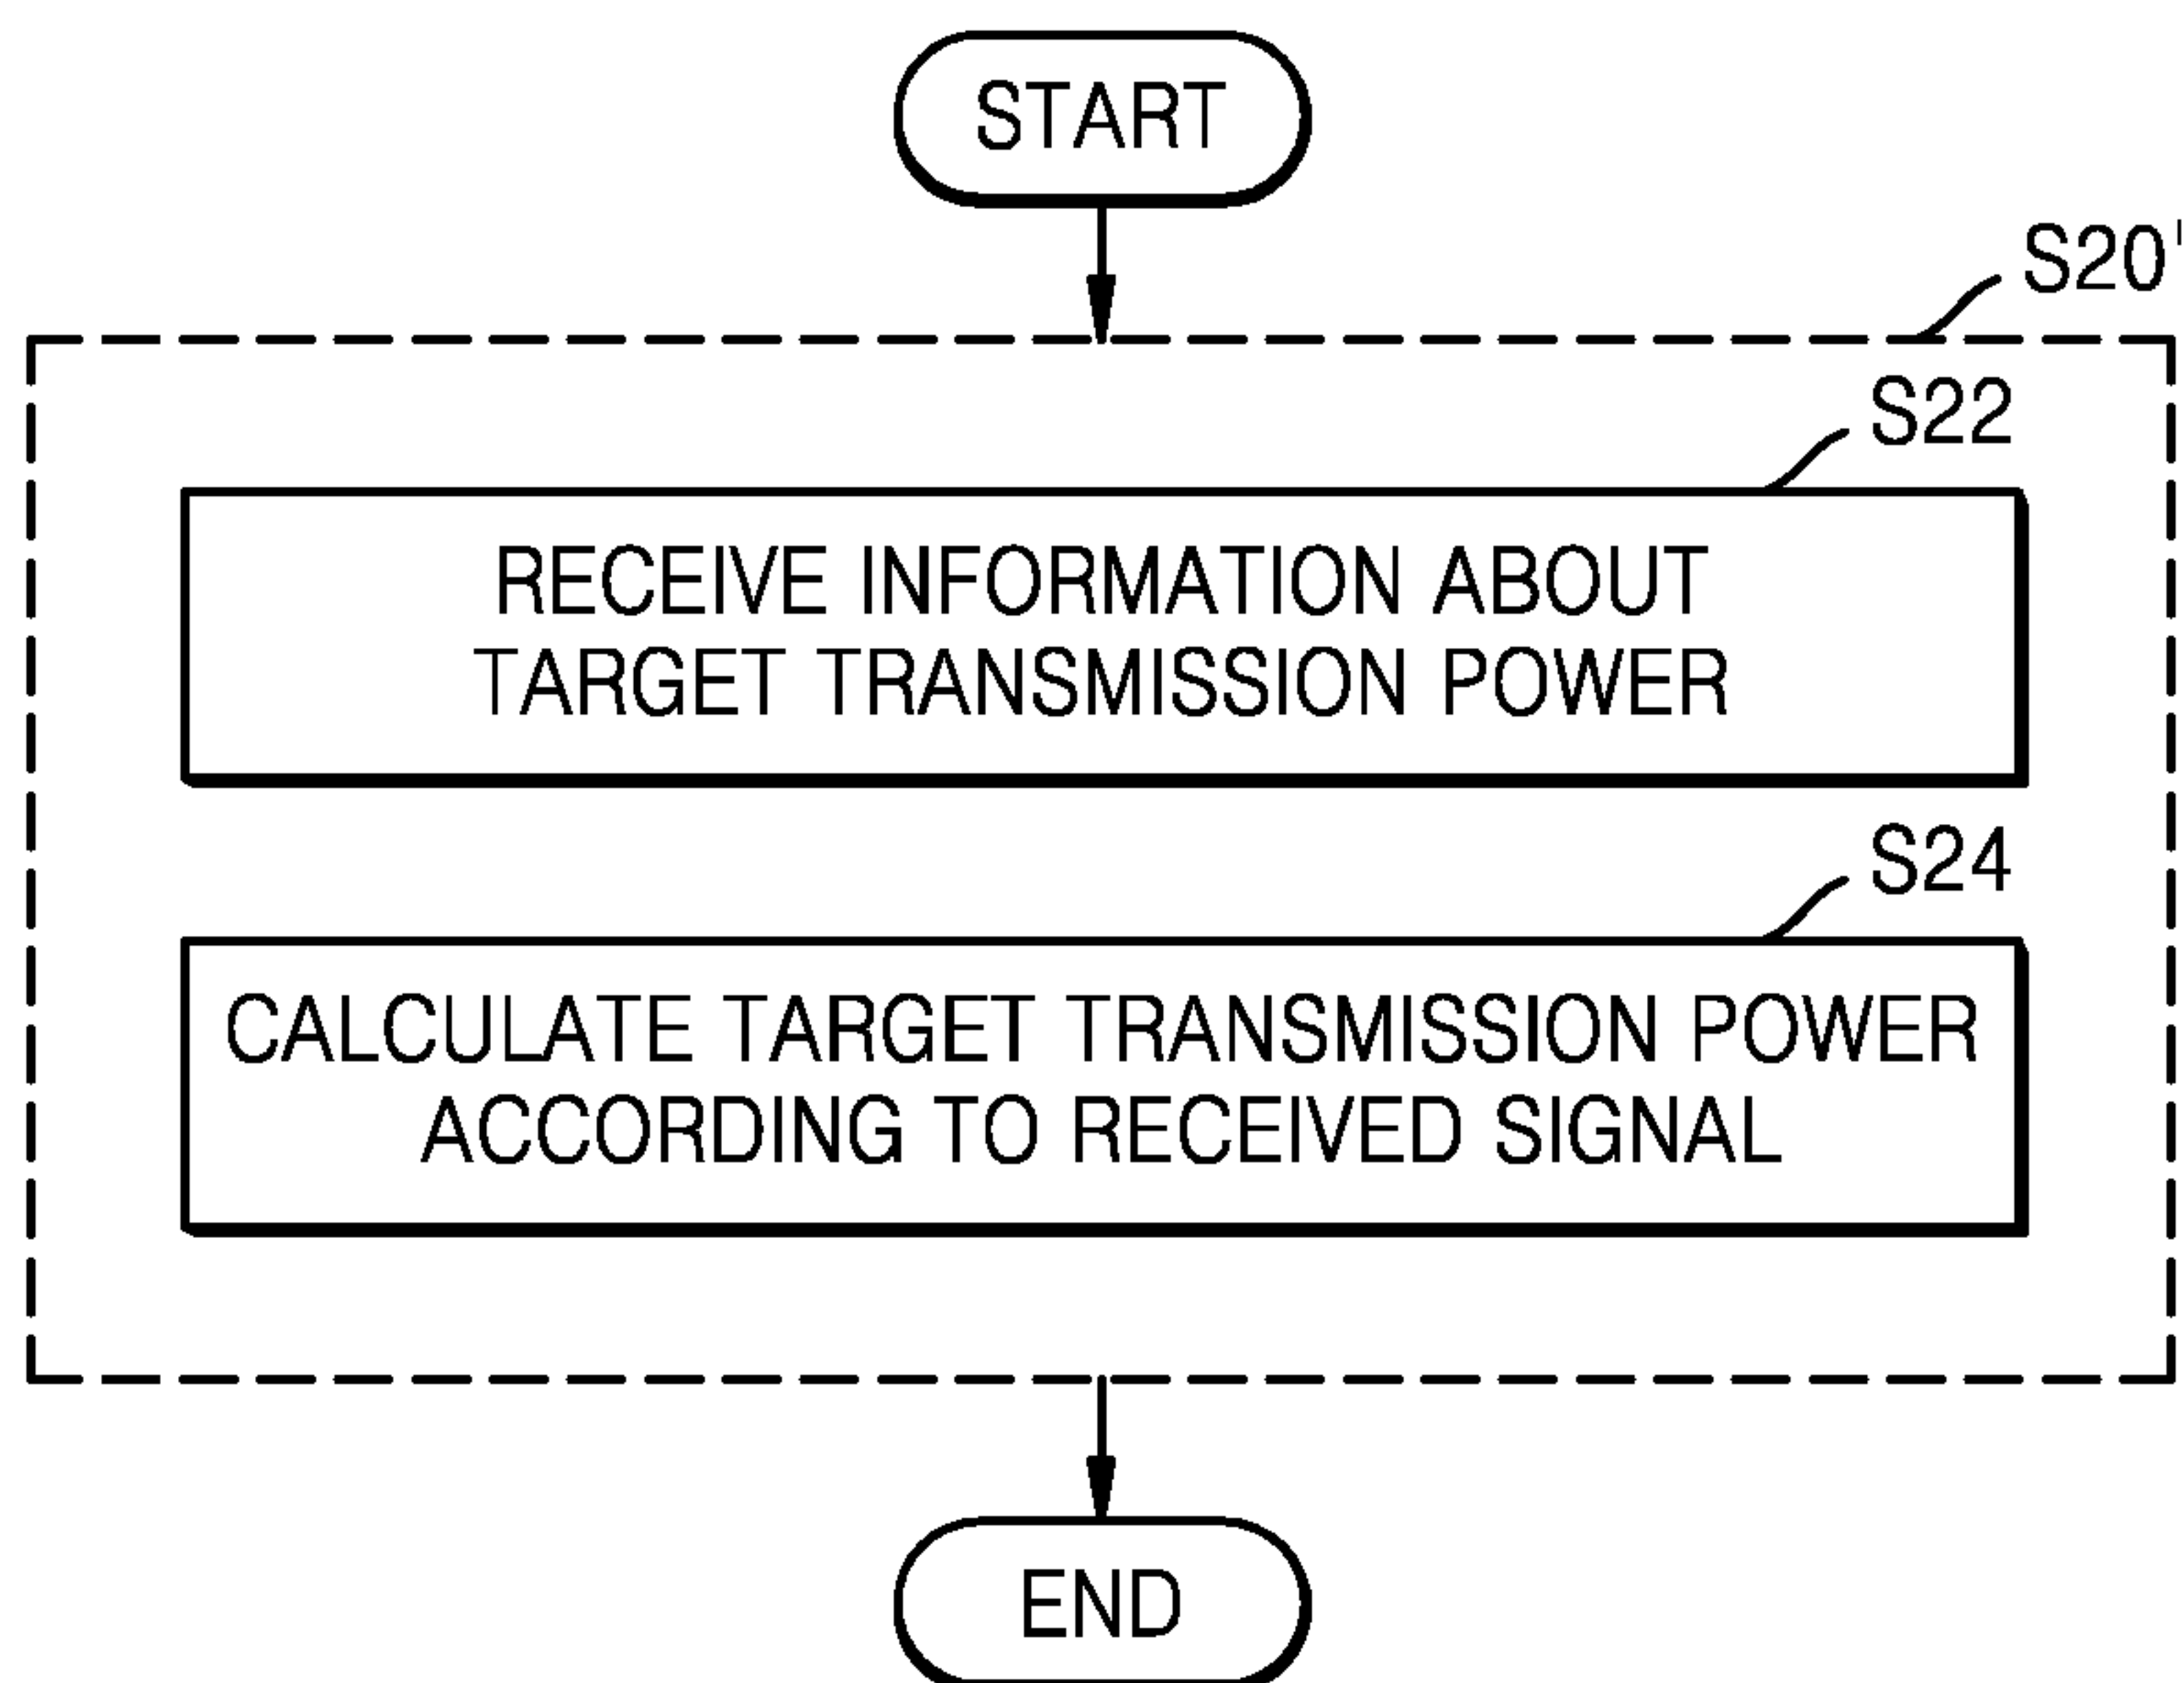 START
S20'
S22
RECEIVE INFORMATION ABOUT
TARGET TRANSMISSION POWER
S24
CALCULATE TARGET TRANSMISSION POWER
ACCORDING TO RECEIVED SIGNAL
END